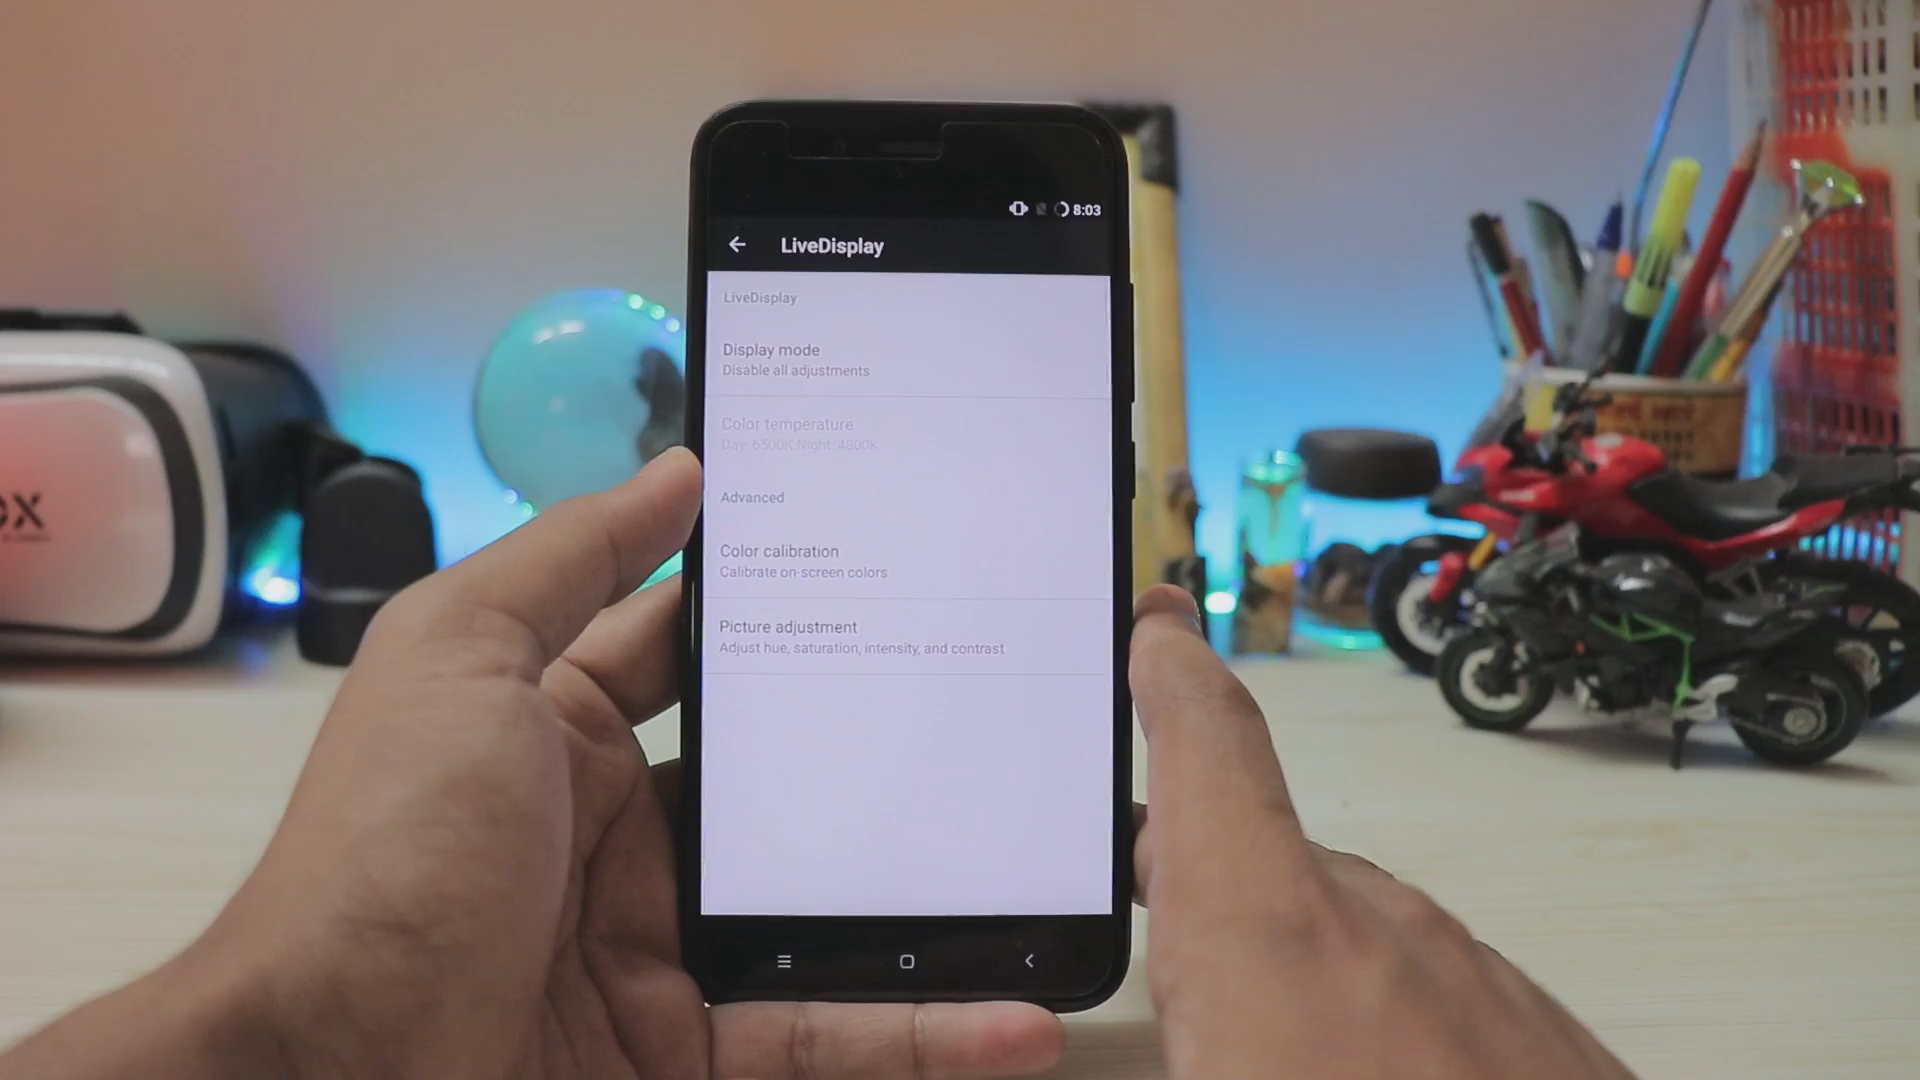 8:03
LiveDisplay
LiveDisplay
Display mode
Disable all adjustments
Color temperature
Day: 6500K Night: 4800K
Advanced
Color calibration
Calibrate on-screen colors
Picture adjustment
Adjust hue, saturation, intensity, and contrast
OX